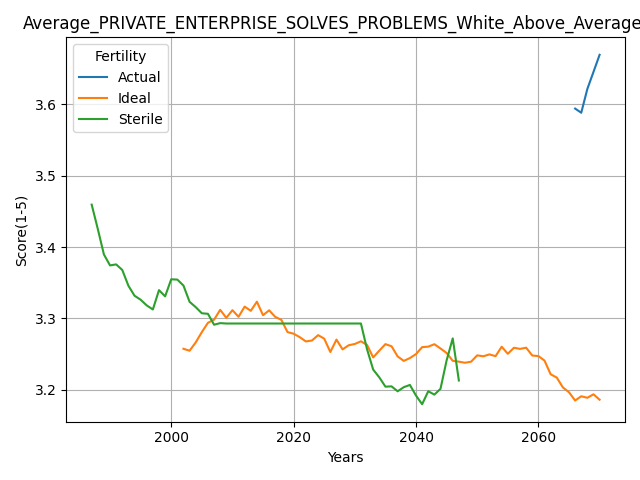 Average_PRIVATE_ENTERPRISE_SOLVES_PROBLEMS_White_Above_Average
Fertility
Actual
Ideal
Sterile
Score(1-5)
3.6
3.5
3.4
3.3
3.2
2000 2020 2040 2060
Years